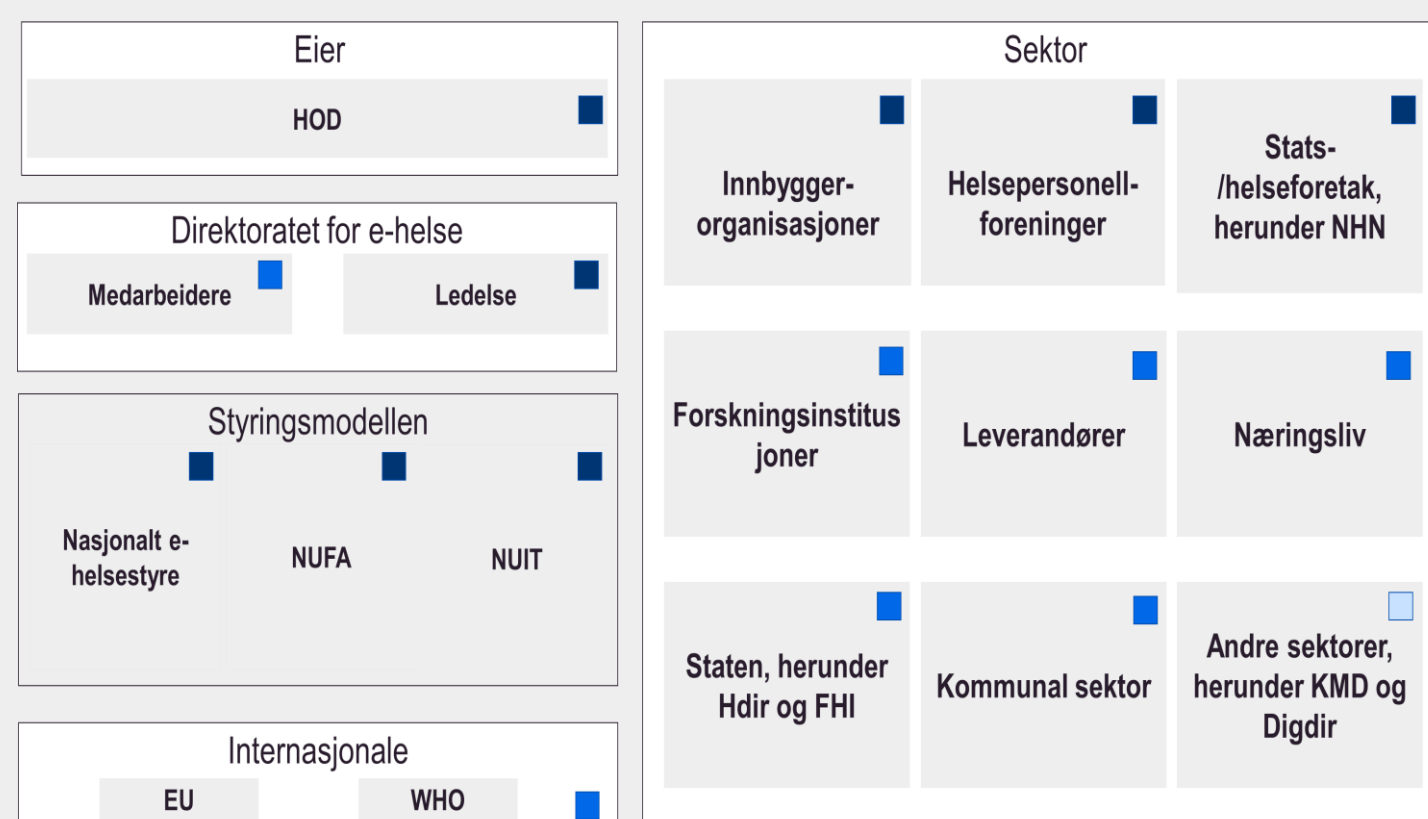 Eier
HOD
Direktoratet for e-helse
Medarbeidere
Ledelse
Styringsmodellen
Nasjonalt e-
helsestyre
NUFA
NUIT
Internasjonale
EU
WHO
Sektor
Innbygger-
organisasjoner
Helsepersonell-
foreninger
Stats-
/helseforetak,
herunder NHN
Forskningsinstitus
joner
Leverandører
Næringsliv
Staten, herunder
Hdir og FHI
Kommunal sektor
Andre sektorer,
herunder KMD og
Digdir